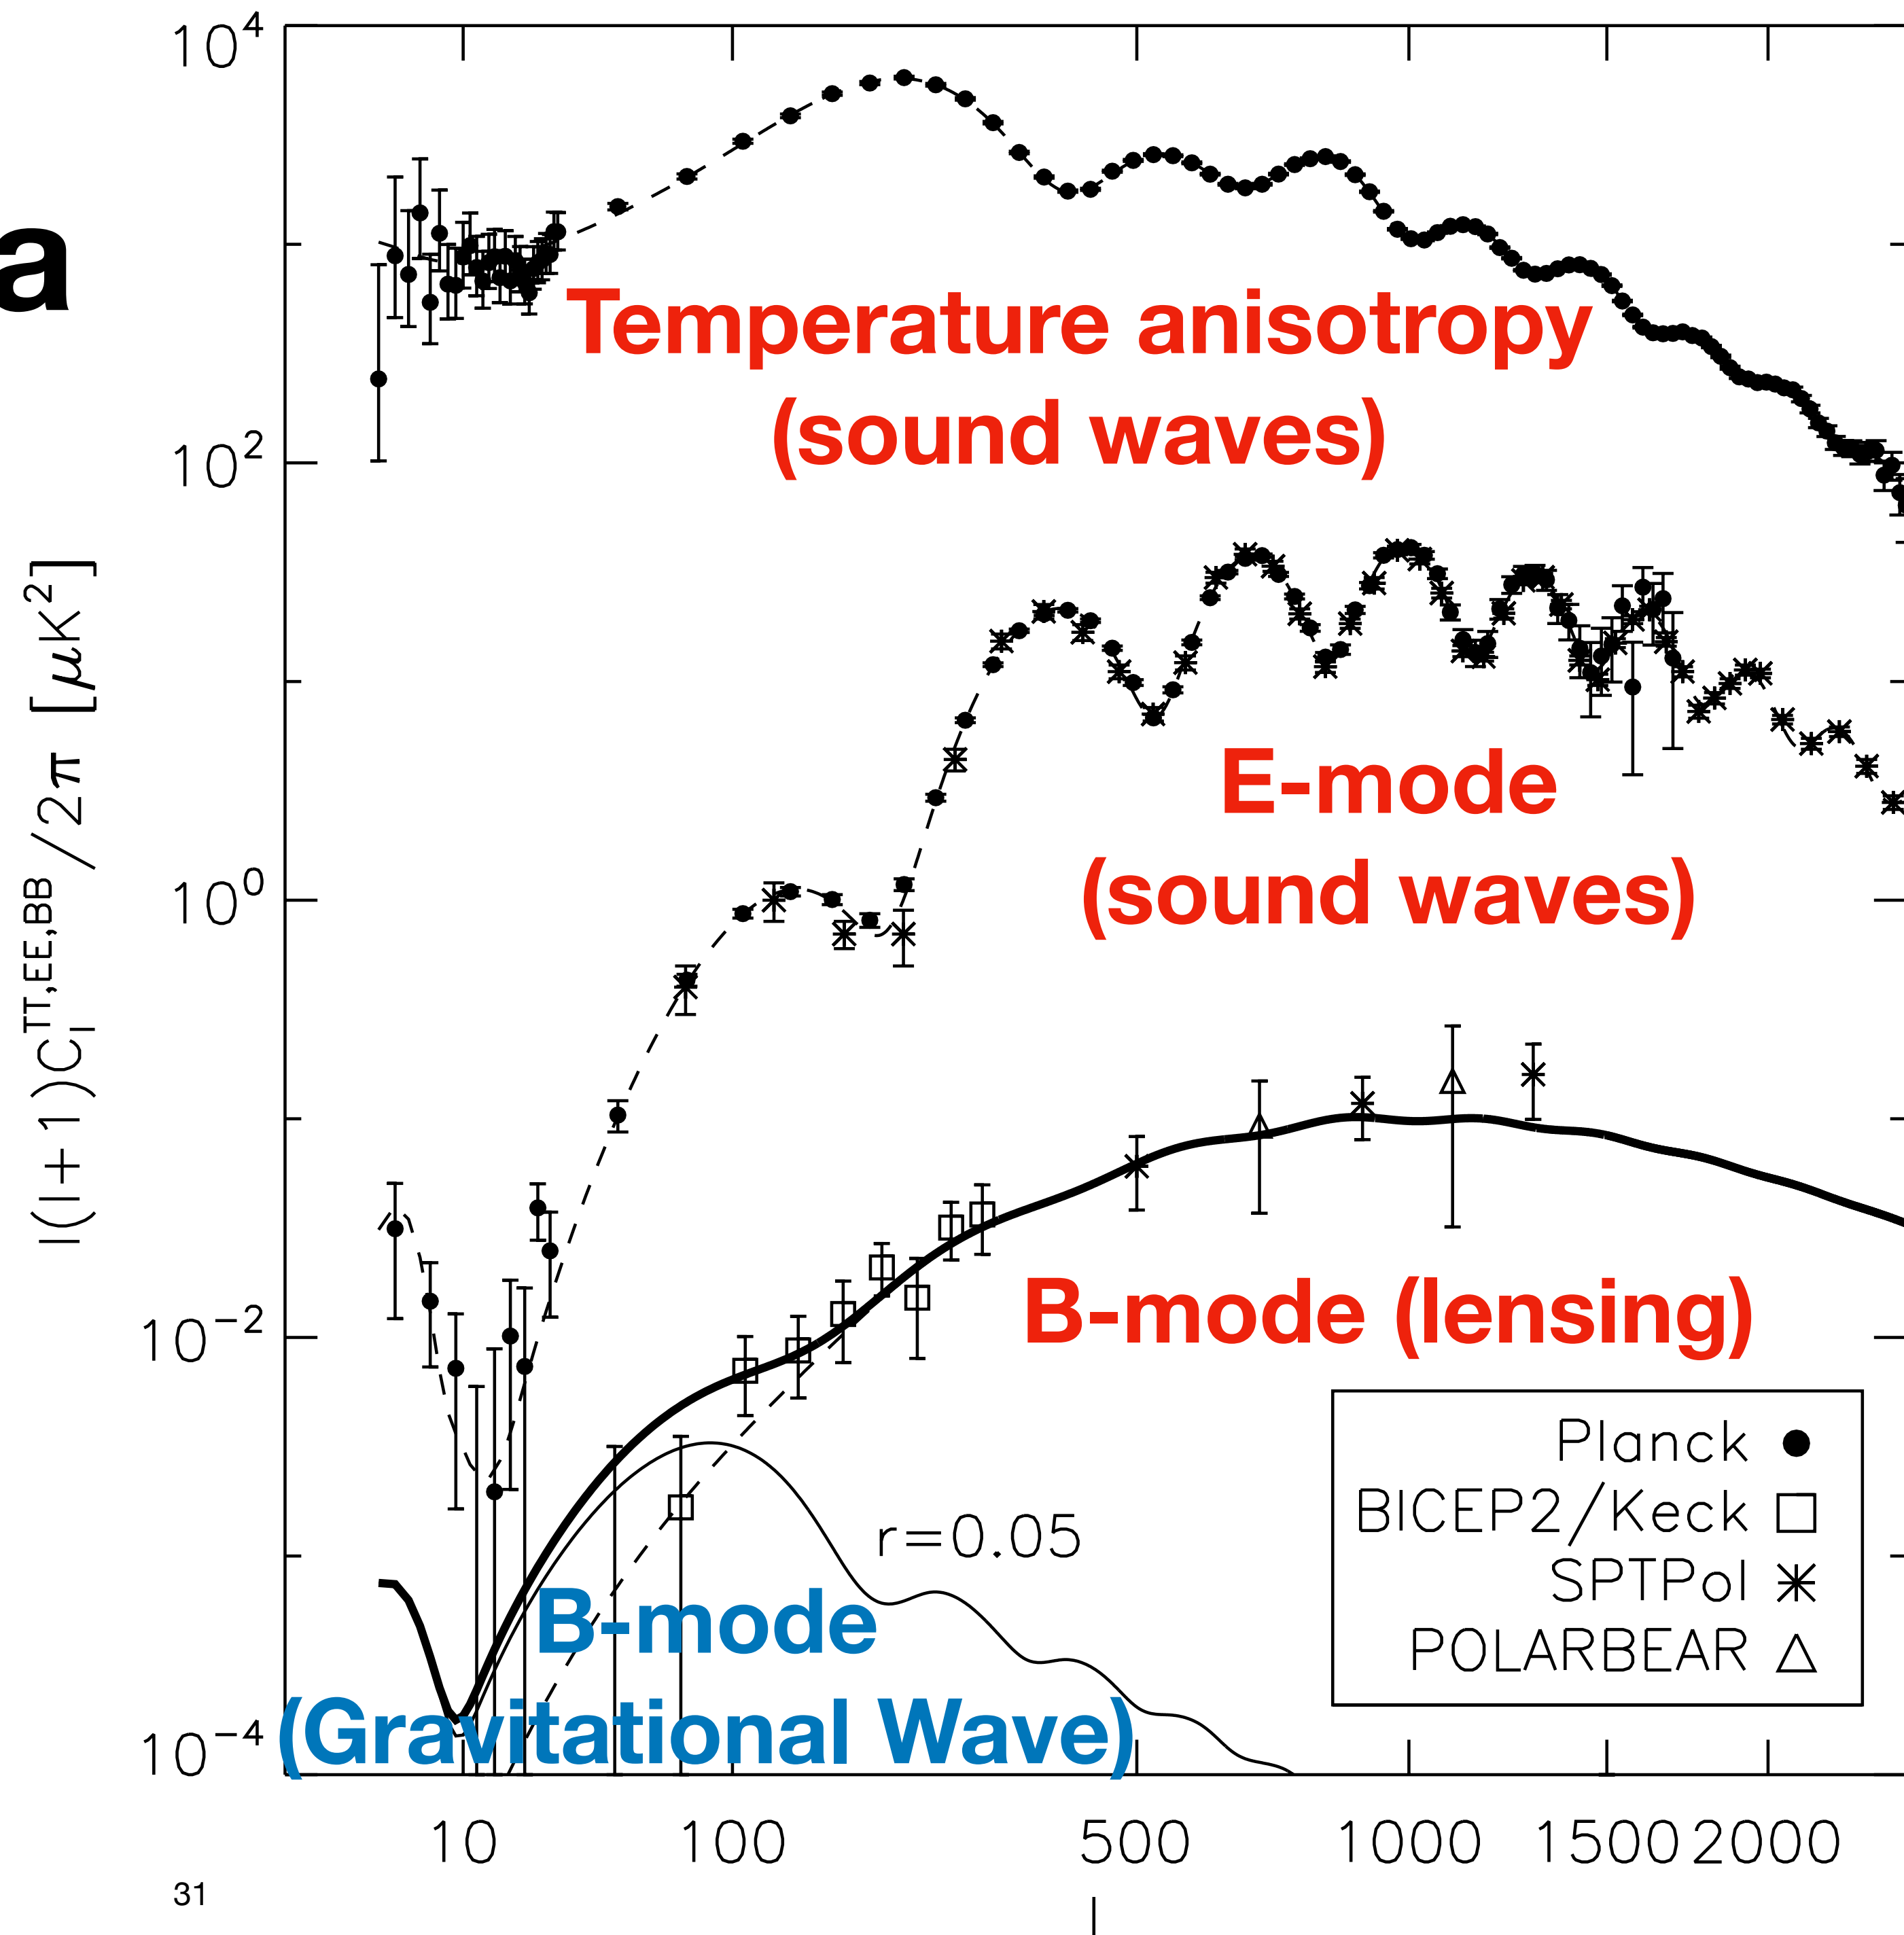 a
10^4
10^2
10^0
10^−2
10^−4
l(l+1)C_l^TT,EE,BB/2π [μK^2]
Temperature anisotropy
(sound waves)
E-mode
(sound waves)
B-mode (lensing)
Planck
BICEP2/Keck
SPTPol
POLARBEAR
r=0.05
B-mode
(Gravitational Wave)
10 100 500 1000 1500 2000
31
l